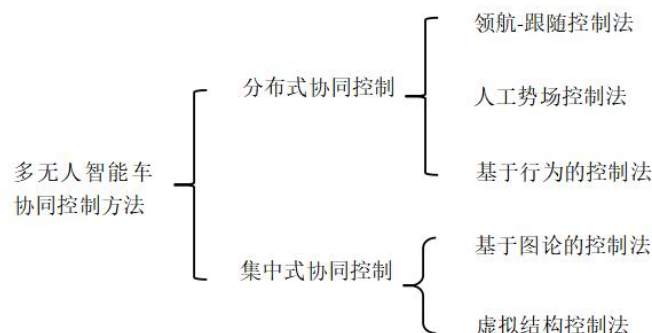 多无人智能车
协同控制方法
分布式协同控制
领航-跟随控制法
人工势场控制法
基于行为的控制法
集中式协同控制
基于图论的控制法
虚拟结构控制法